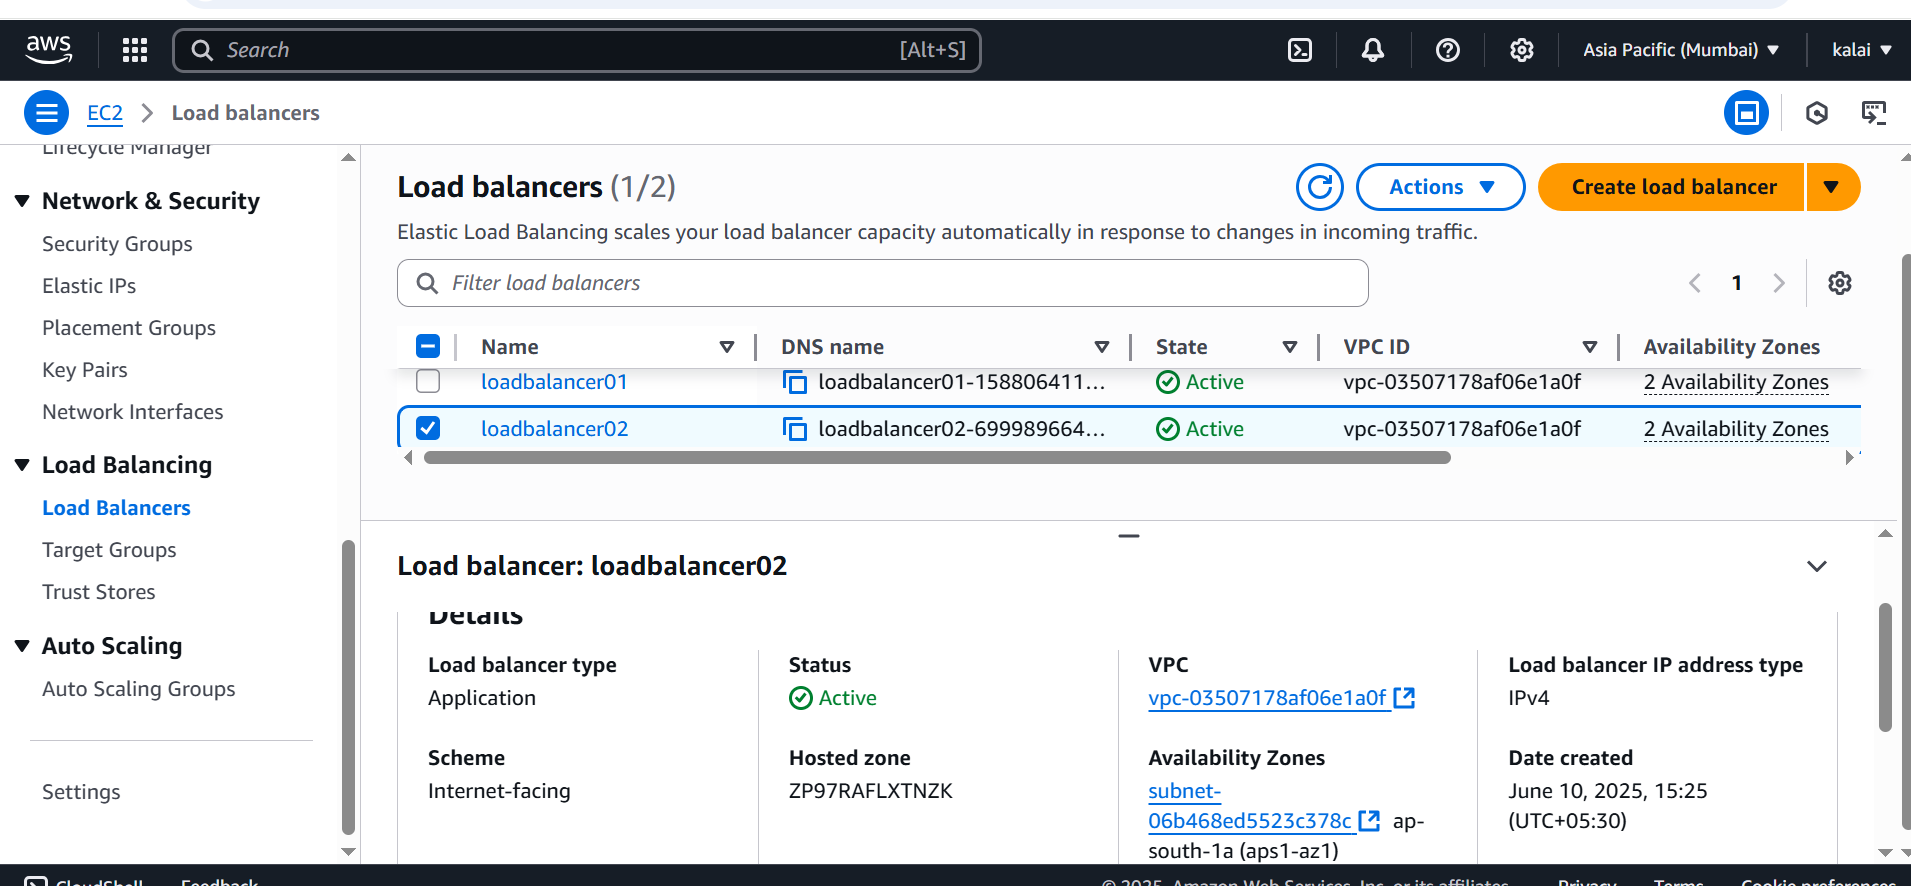 aws
Search
[Alt+S]
Asia Pacific (Mumbai)
kalai
EC2
Load balancers
Lifecycle Manager
Network & Security
Security Groups
Elastic IPs
Placement Groups
Key Pairs
Network Interfaces
Load Balancing
Load Balancers
Target Groups
Trust Stores
Auto Scaling
Auto Scaling Groups
Settings
Load balancers (1/2)
Actions
Create load balancer
Elastic Load Balancing scales your load balancer capacity automatically in response to changes in incoming traffic.
Filter load balancers
1
Name DNS name State VPC ID Availability Zones
loadbalancer01 loadbalancer01-158806411... Active vpc-03507178af06e1a0f 2 Availability Zones
loadbalancer02 loadbalancer02-699989664... Active vpc-03507178af06e1a0f 2 Availability Zones
Load balancer: loadbalancer02
Details
Load balancer type
Application
Status
Active
VPC
vpc-03507178af06e1a0f
Load balancer IP address type
IPv4
Scheme
Internet-facing
Hosted zone
ZP97RAFLXTNZK
Availability Zones
subnet-
06b468ed5523c378c ap-
south-1a (aps1-az1)
Date created
June 10, 2025, 15:25
(UTC+05:30)
CloudShell Feedback
© 2025, Amazon Web Services, Inc. or its affiliates. Privacy Terms Cookie preferences